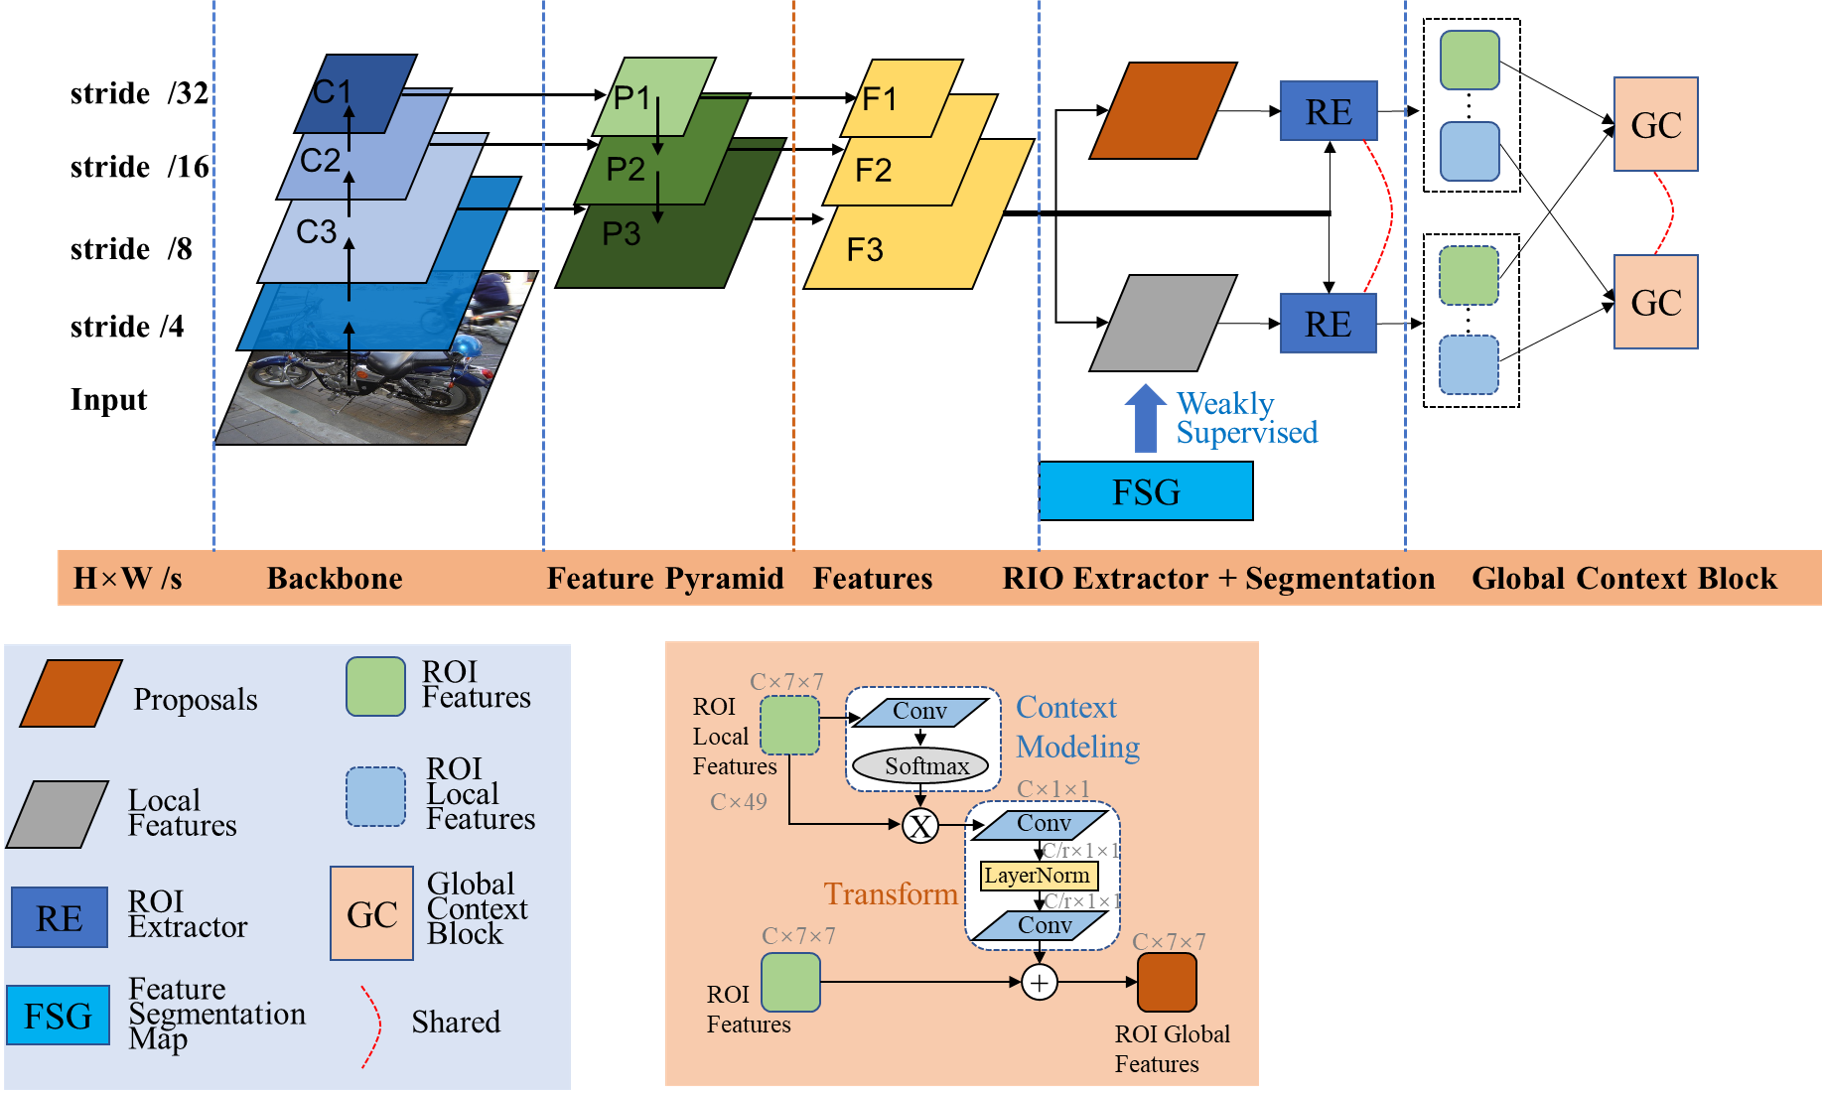 stride /32
stride /16
stride /8
stride /4
Input
C1
C2
C3
P1
P2
P3
F1
F2
F3
RE
RE
GC
GC
Weakly
Supervised
FSG
H×W /s
Backbone
Feature Pyramid
Features
RIO Extractor + Segmentation
Global Context Block
Proposals
ROI
Features
Local
Features
ROI
Local
Features
RE
ROI
Extractor
GC
Global
Context
Block
FSG
Feature
Segmentation
Map
Shared
C×7×7
ROI
Local
Features
Conv
Softmax
Context
Modeling
C×49
X
C×1×1
Conv
C/r×1×1
LayerNorm
C/r×1×1
Conv
Transform
C×7×7
ROI
Features
+
C×7×7
ROI Global
Features